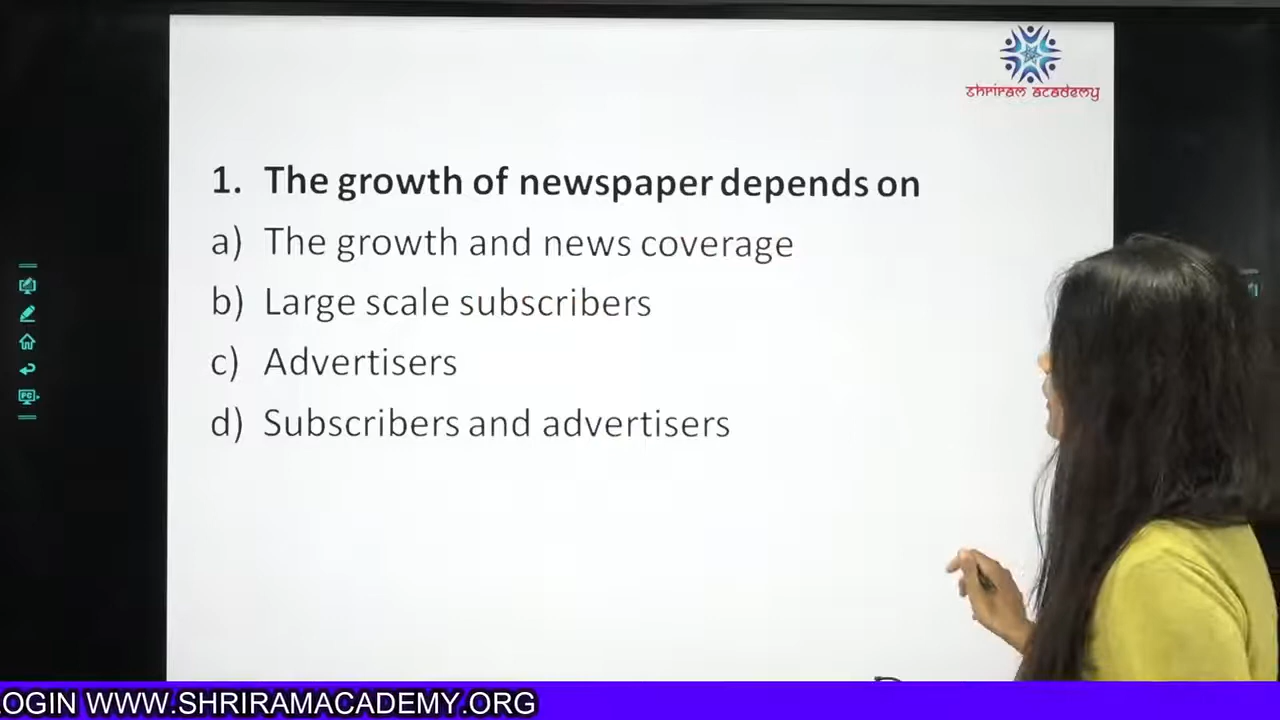 SHRIRAM ACADEMY
1. The growth of newspaper depends on
a) The growth and news coverage
b) Large scale subscribers
c) Advertisers
d) Subscribers and advertisers
OGIN WWW.SHRIRAMACADEMY.ORG